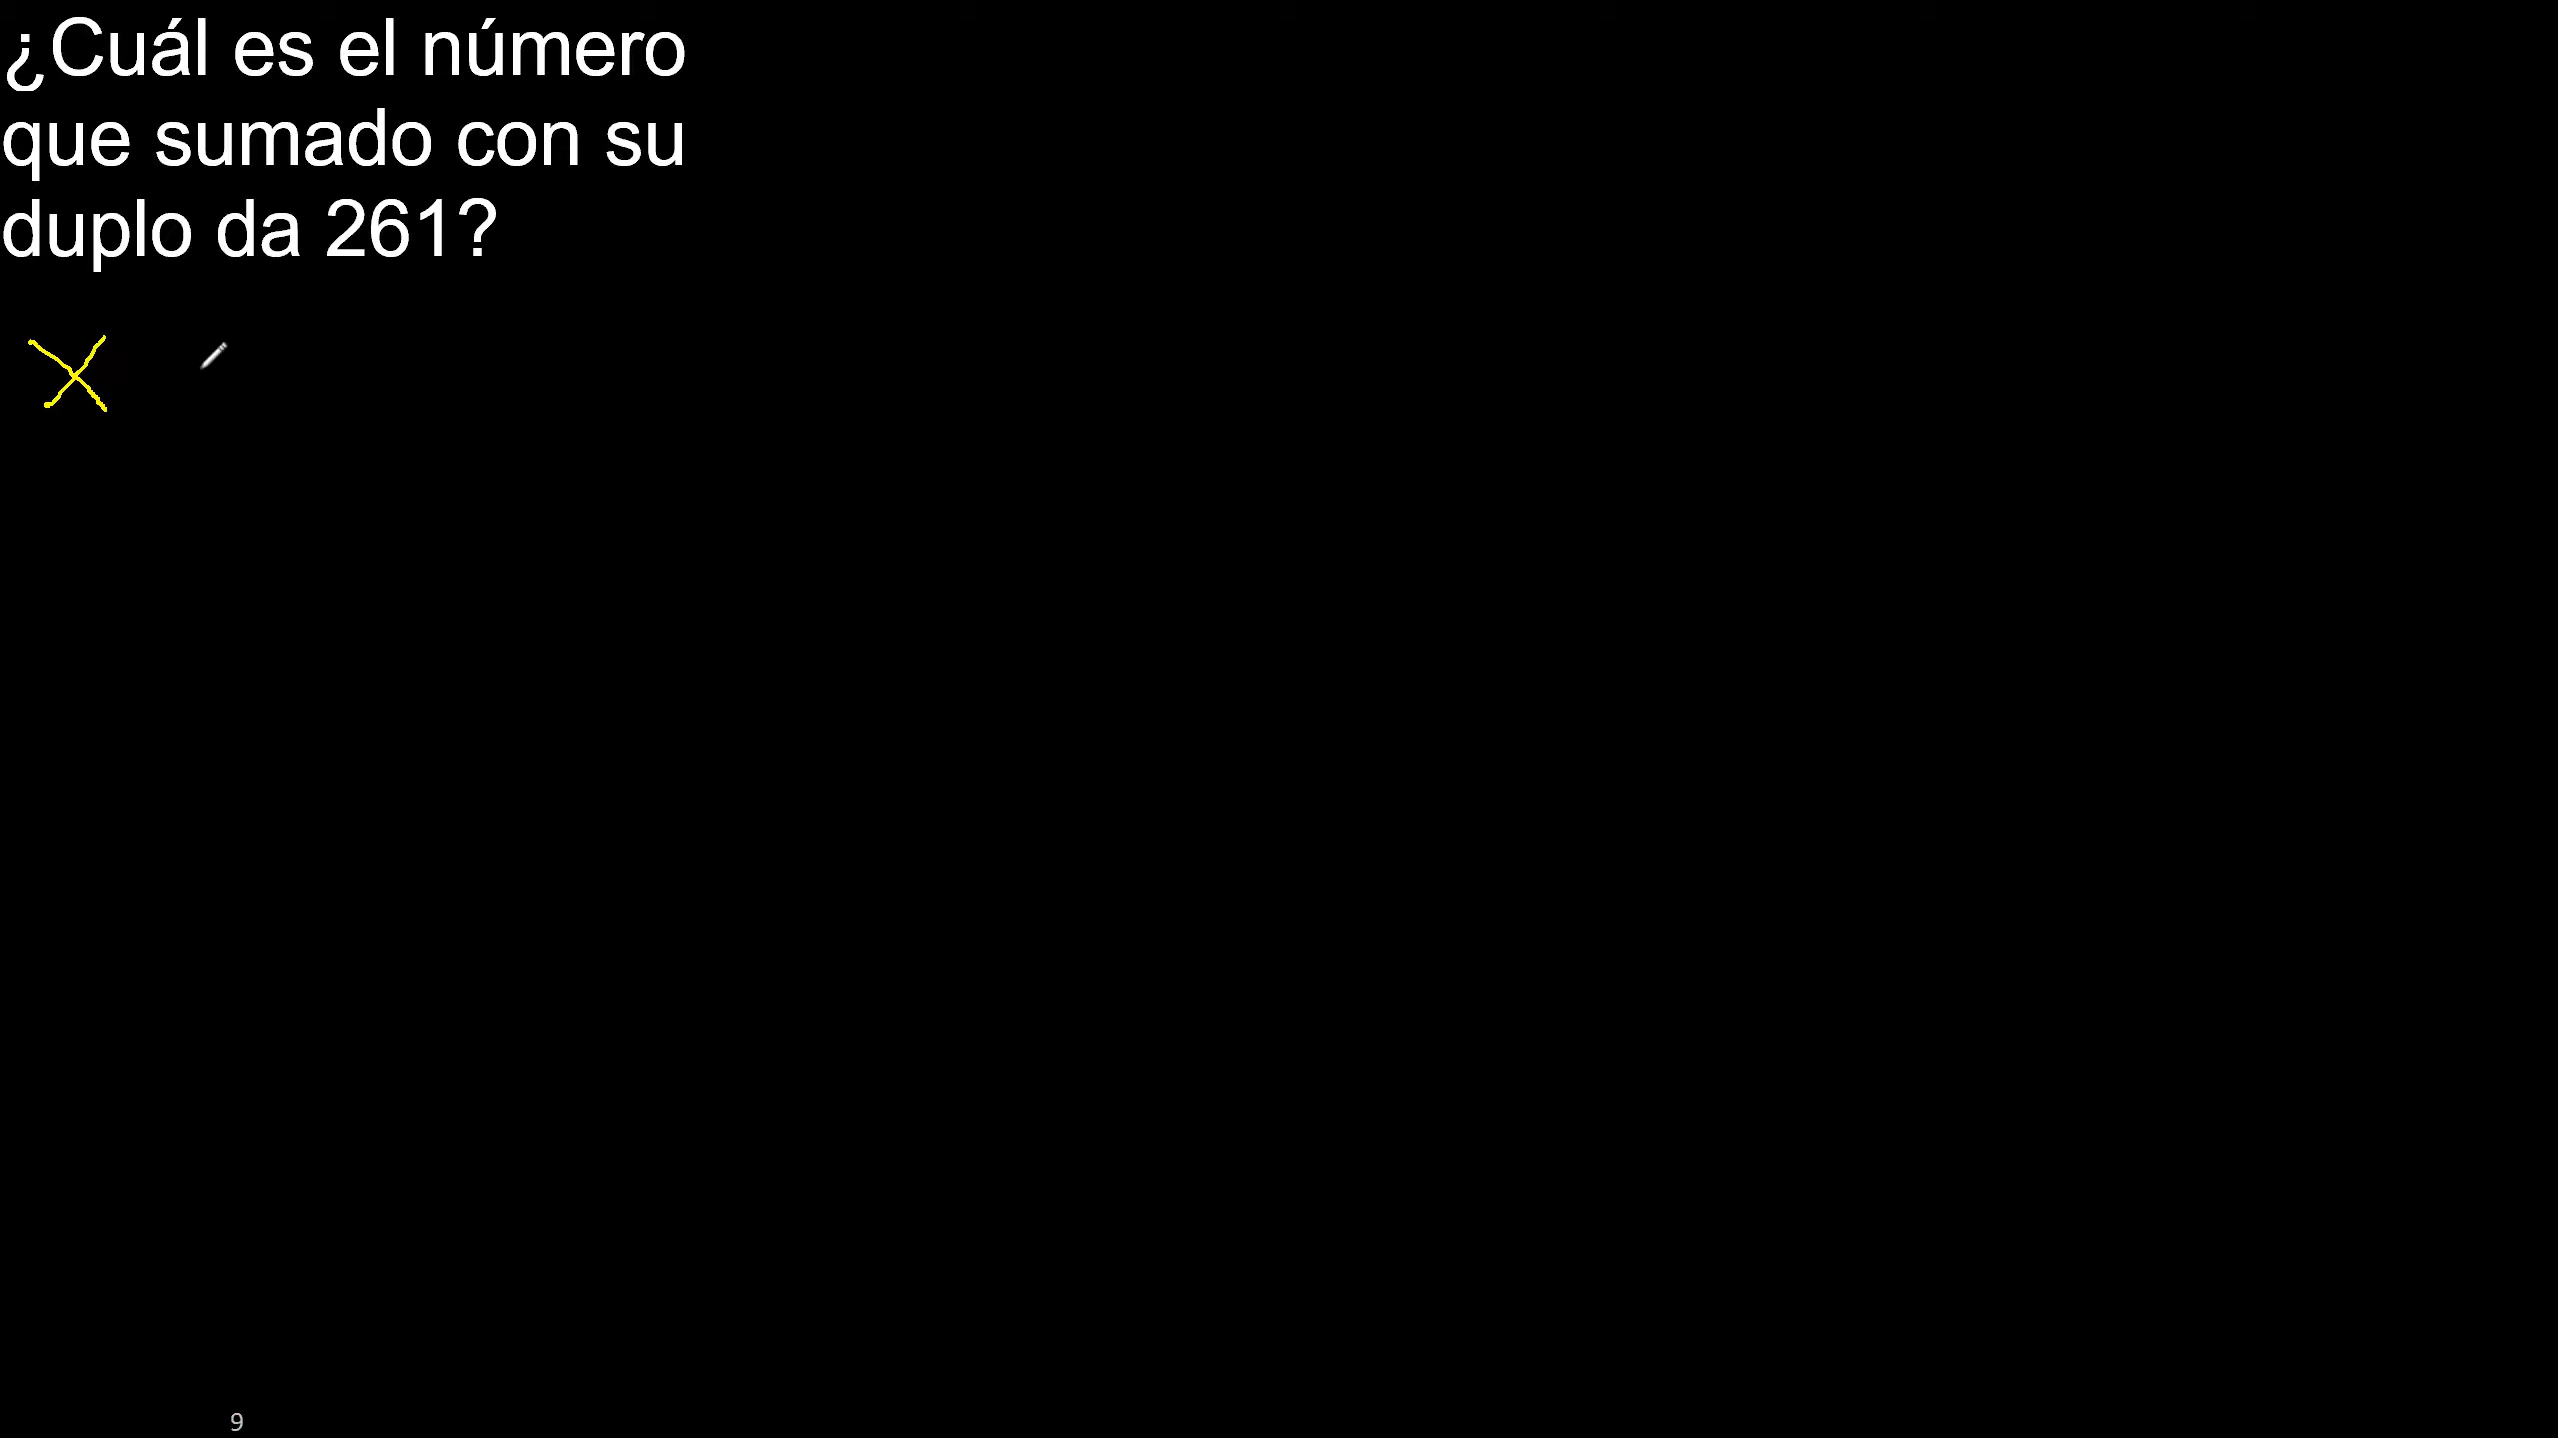 ¿Cuál es el número
que sumado con su
duplo da 261?
x
9